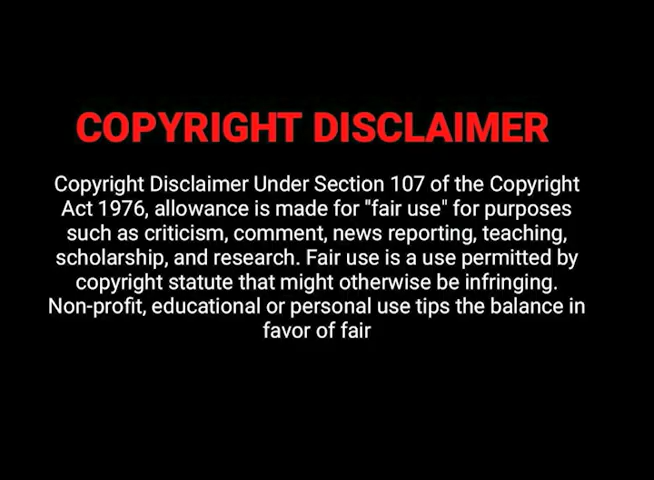 COPYRIGHT DISCLAIMER
Copyright Disclaimer Under Section 107 of the Copyright
Act 1976, allowance is made for "fair use" for purposes
such as criticism, comment, news reporting, teaching,
scholarship, and research. Fair use is a use permitted by
copyright statute that might otherwise be infringing.
Non-profit, educational or personal use tips the balance in
favor of fair